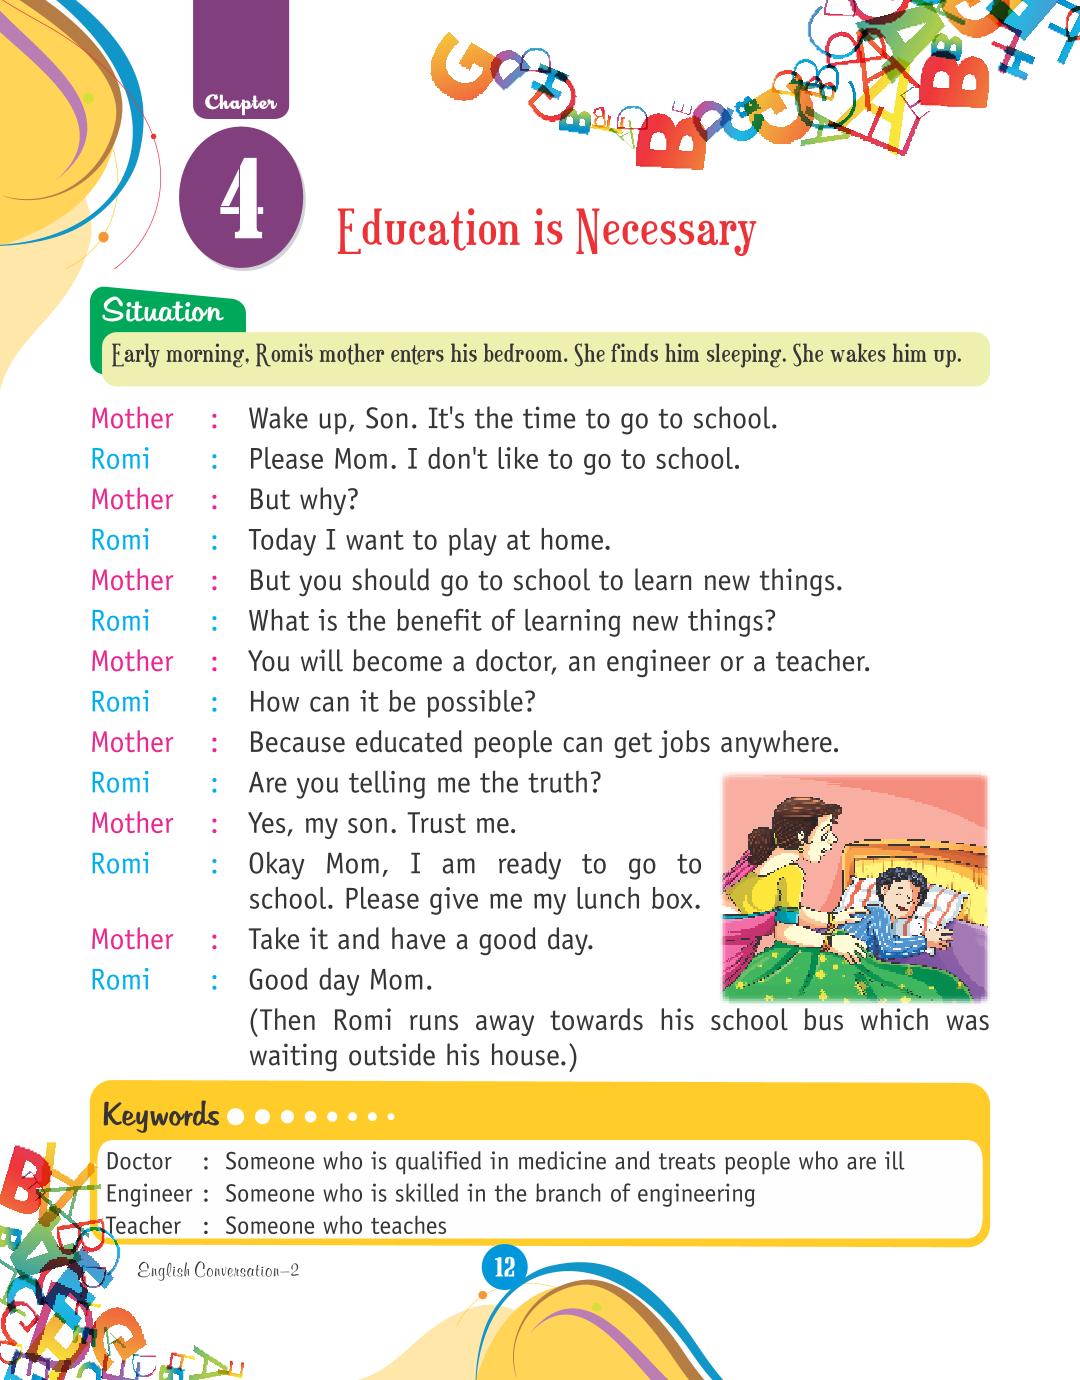 Chapter
4
Education is Necessary
Situation
Early morning, Romi's mother enters his bedroom. She finds him sleeping. She wakes him up.
Mother : Wake up, Son. It's the time to go to school.
Romi : Please Mom. I don't like to go to school.
Mother : But why?
Romi : Today I want to play at home.
Mother : But you should go to school to learn new things.
Romi : What is the benefit of learning new things?
Mother : You will become a doctor, an engineer or a teacher.
Romi : How can it be possible?
Mother : Because educated people can get jobs anywhere.
Romi : Are you telling me the truth?
Mother : Yes, my son. Trust me.
Romi : Okay Mom, I am ready to go to
school. Please give me my lunch box.
Mother : Take it and have a good day.
Romi : Good day Mom.
(Then Romi runs away towards his school bus which was
waiting outside his house.)
Keywords
Doctor : Someone who is qualified in medicine and treats people who are ill
Engineer : Someone who is skilled in the branch of engineering
Teacher : Someone who teaches
English Conversation–2
12